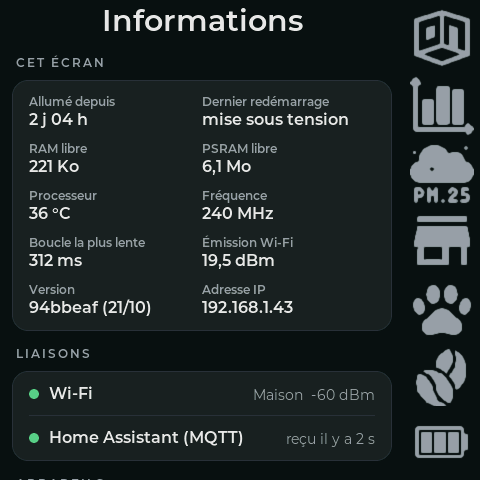 Informations
CET ÉCRAN
Allumé depuis
2 j 04 h
Dernier redémarrage
mise sous tension
RAM libre
221 Ko
PSRAM libre
6,1 Mo
Processeur
36 °C
Fréquence
240 MHz
Boucle la plus lente
312 ms
Émission Wi-Fi
19,5 dBm
Version
94bbeaf (21/10)
Adresse IP
192.168.1.43
LIAISONS
Wi-Fi
Maison -60 dBm
Home Assistant (MQTT)
reçu il y a 2 s
PM.25